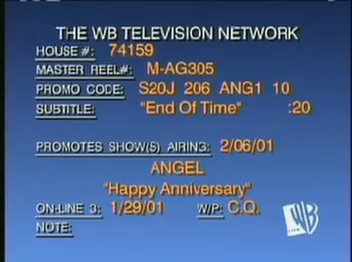 THE WB TELEVISION NETWORK
HOUSE #: 74159
MASTER REEL#: M-AG305
PROMO CODE: S20J 206 ANG1 10
SUBTITLE: "End Of Time" :20
PROMOTES SHOW(S) AIRING: 2/06/01
ANGEL
"Happy Anniversary"
ON-LINE 3: 1/29/01 W/P: C.Q.
NOTE:
WB